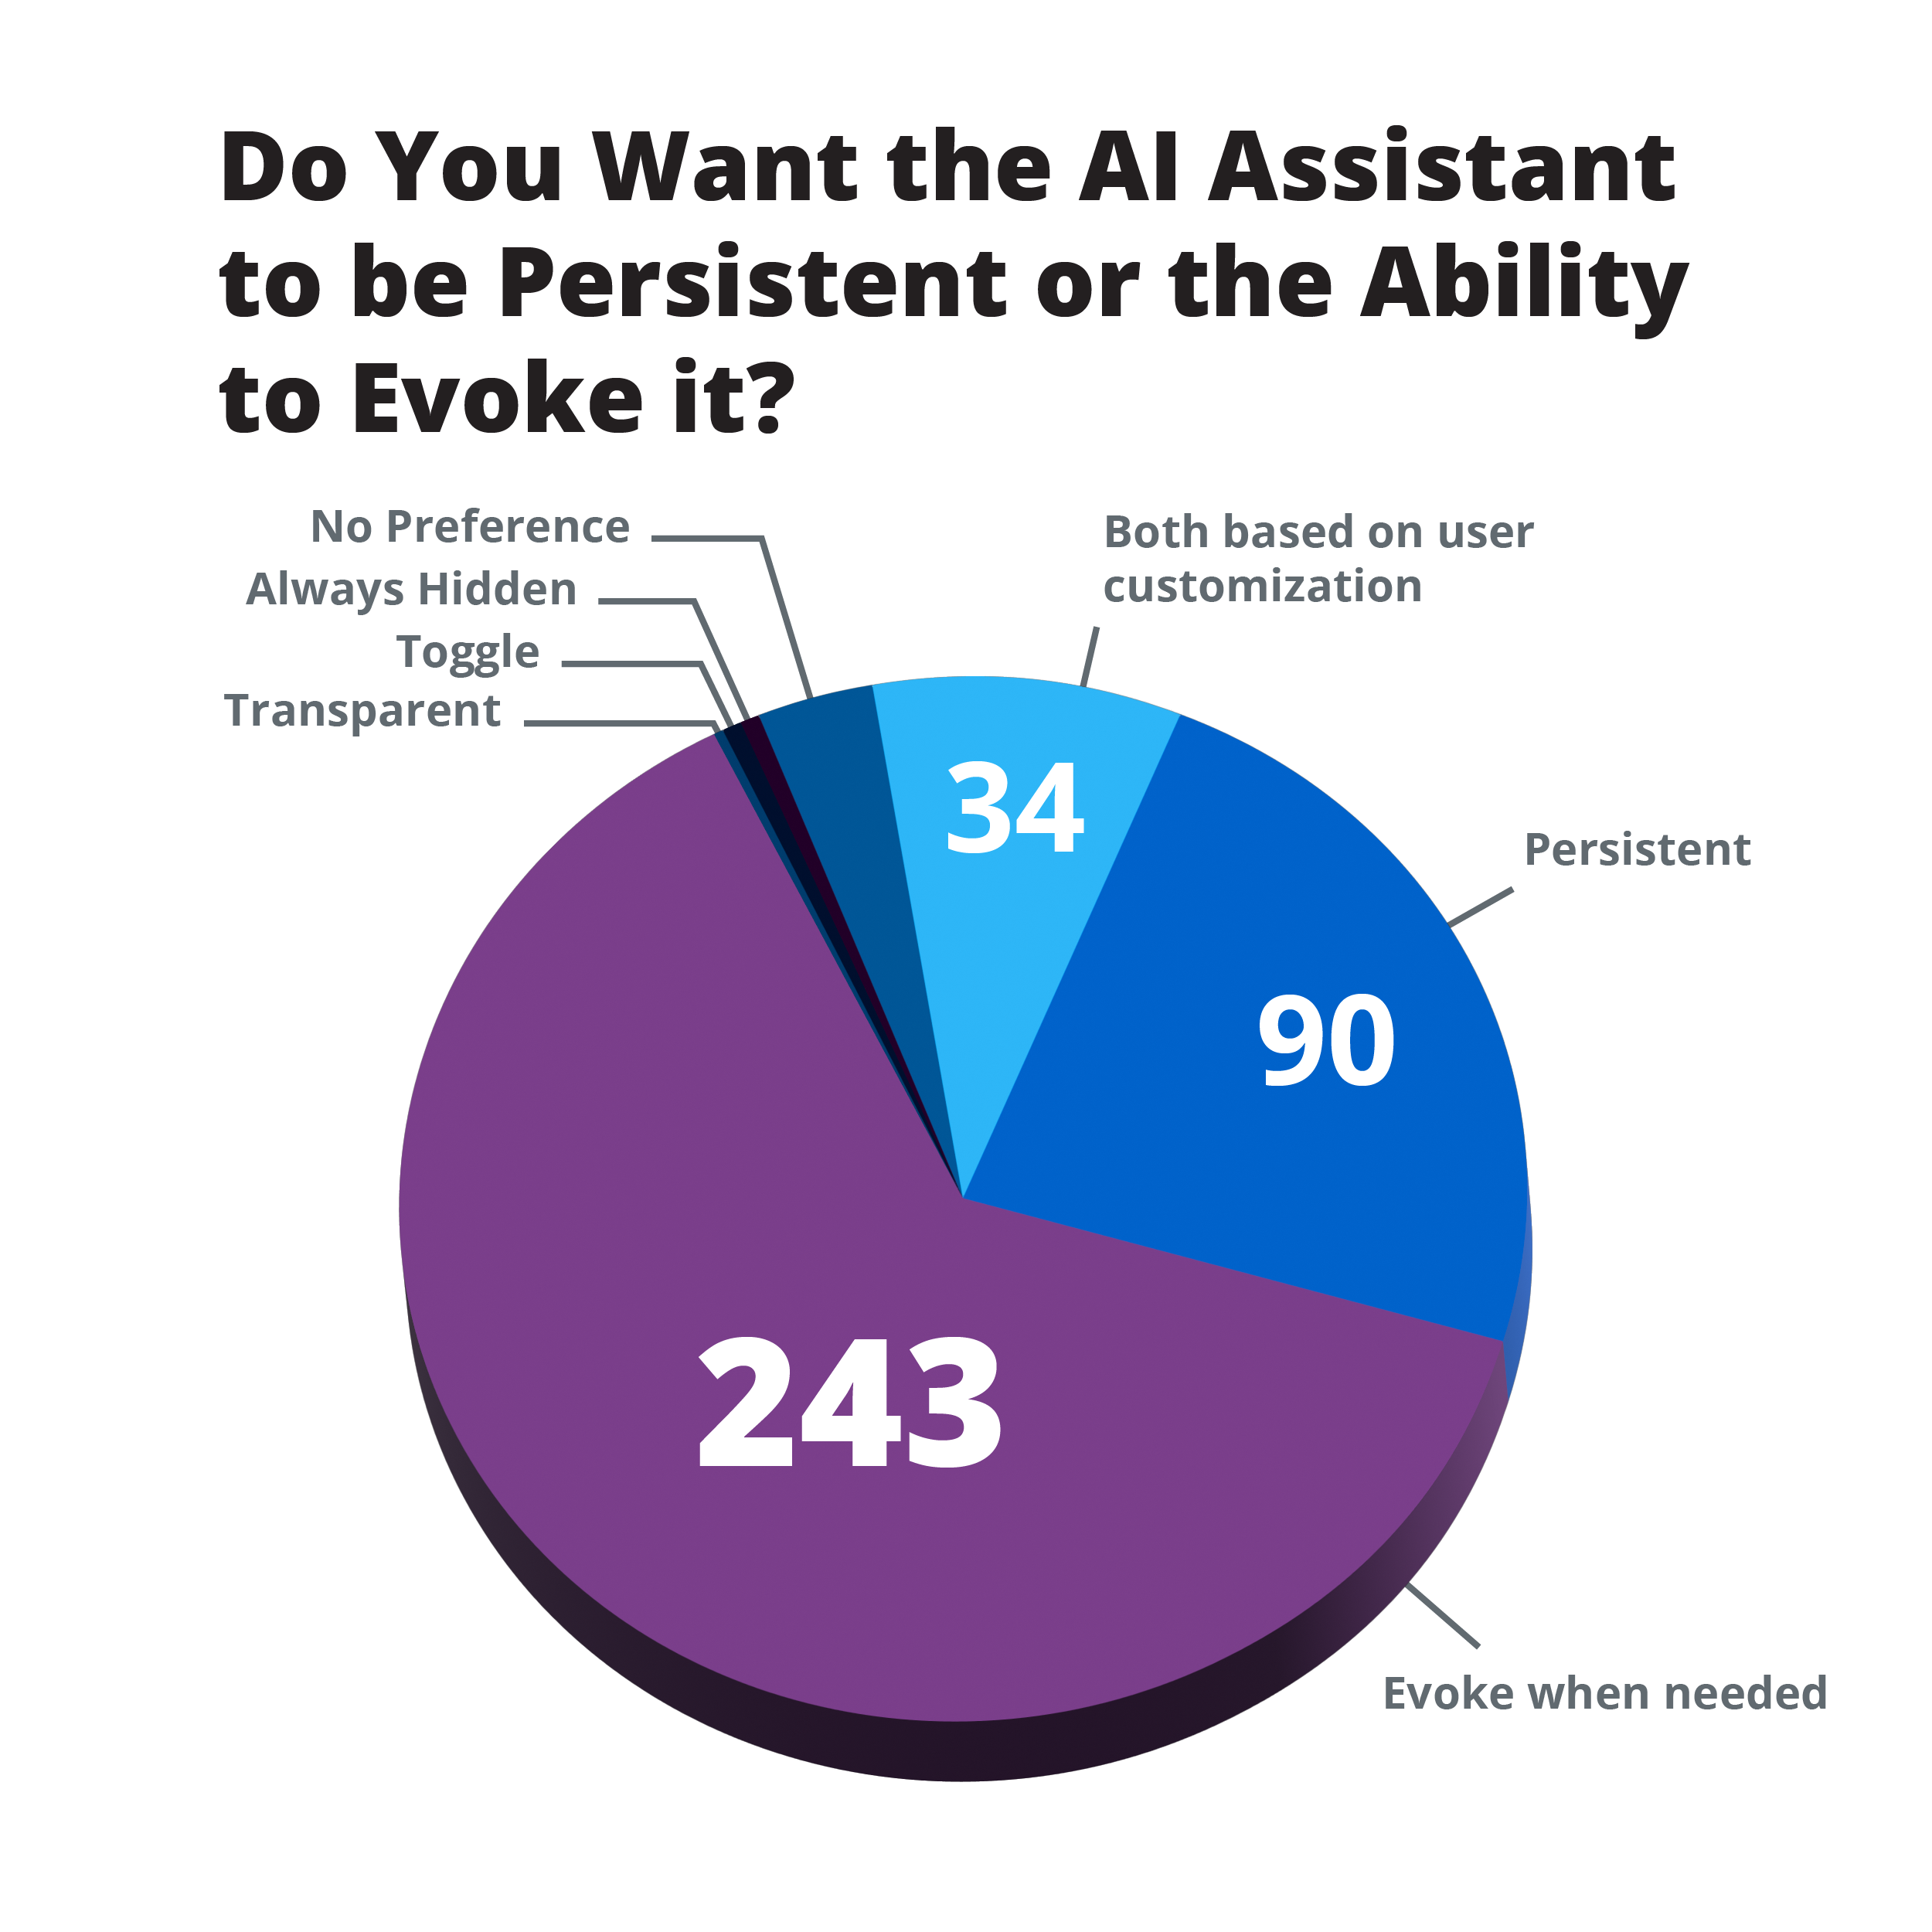 Do You Want the AI Assistant
to be Persistent or the Ability
to Evoke it?
No Preference
Always Hidden
Toggle
Transparent
Both based on user
customization
34
Persistent
90
243
Evoke when needed